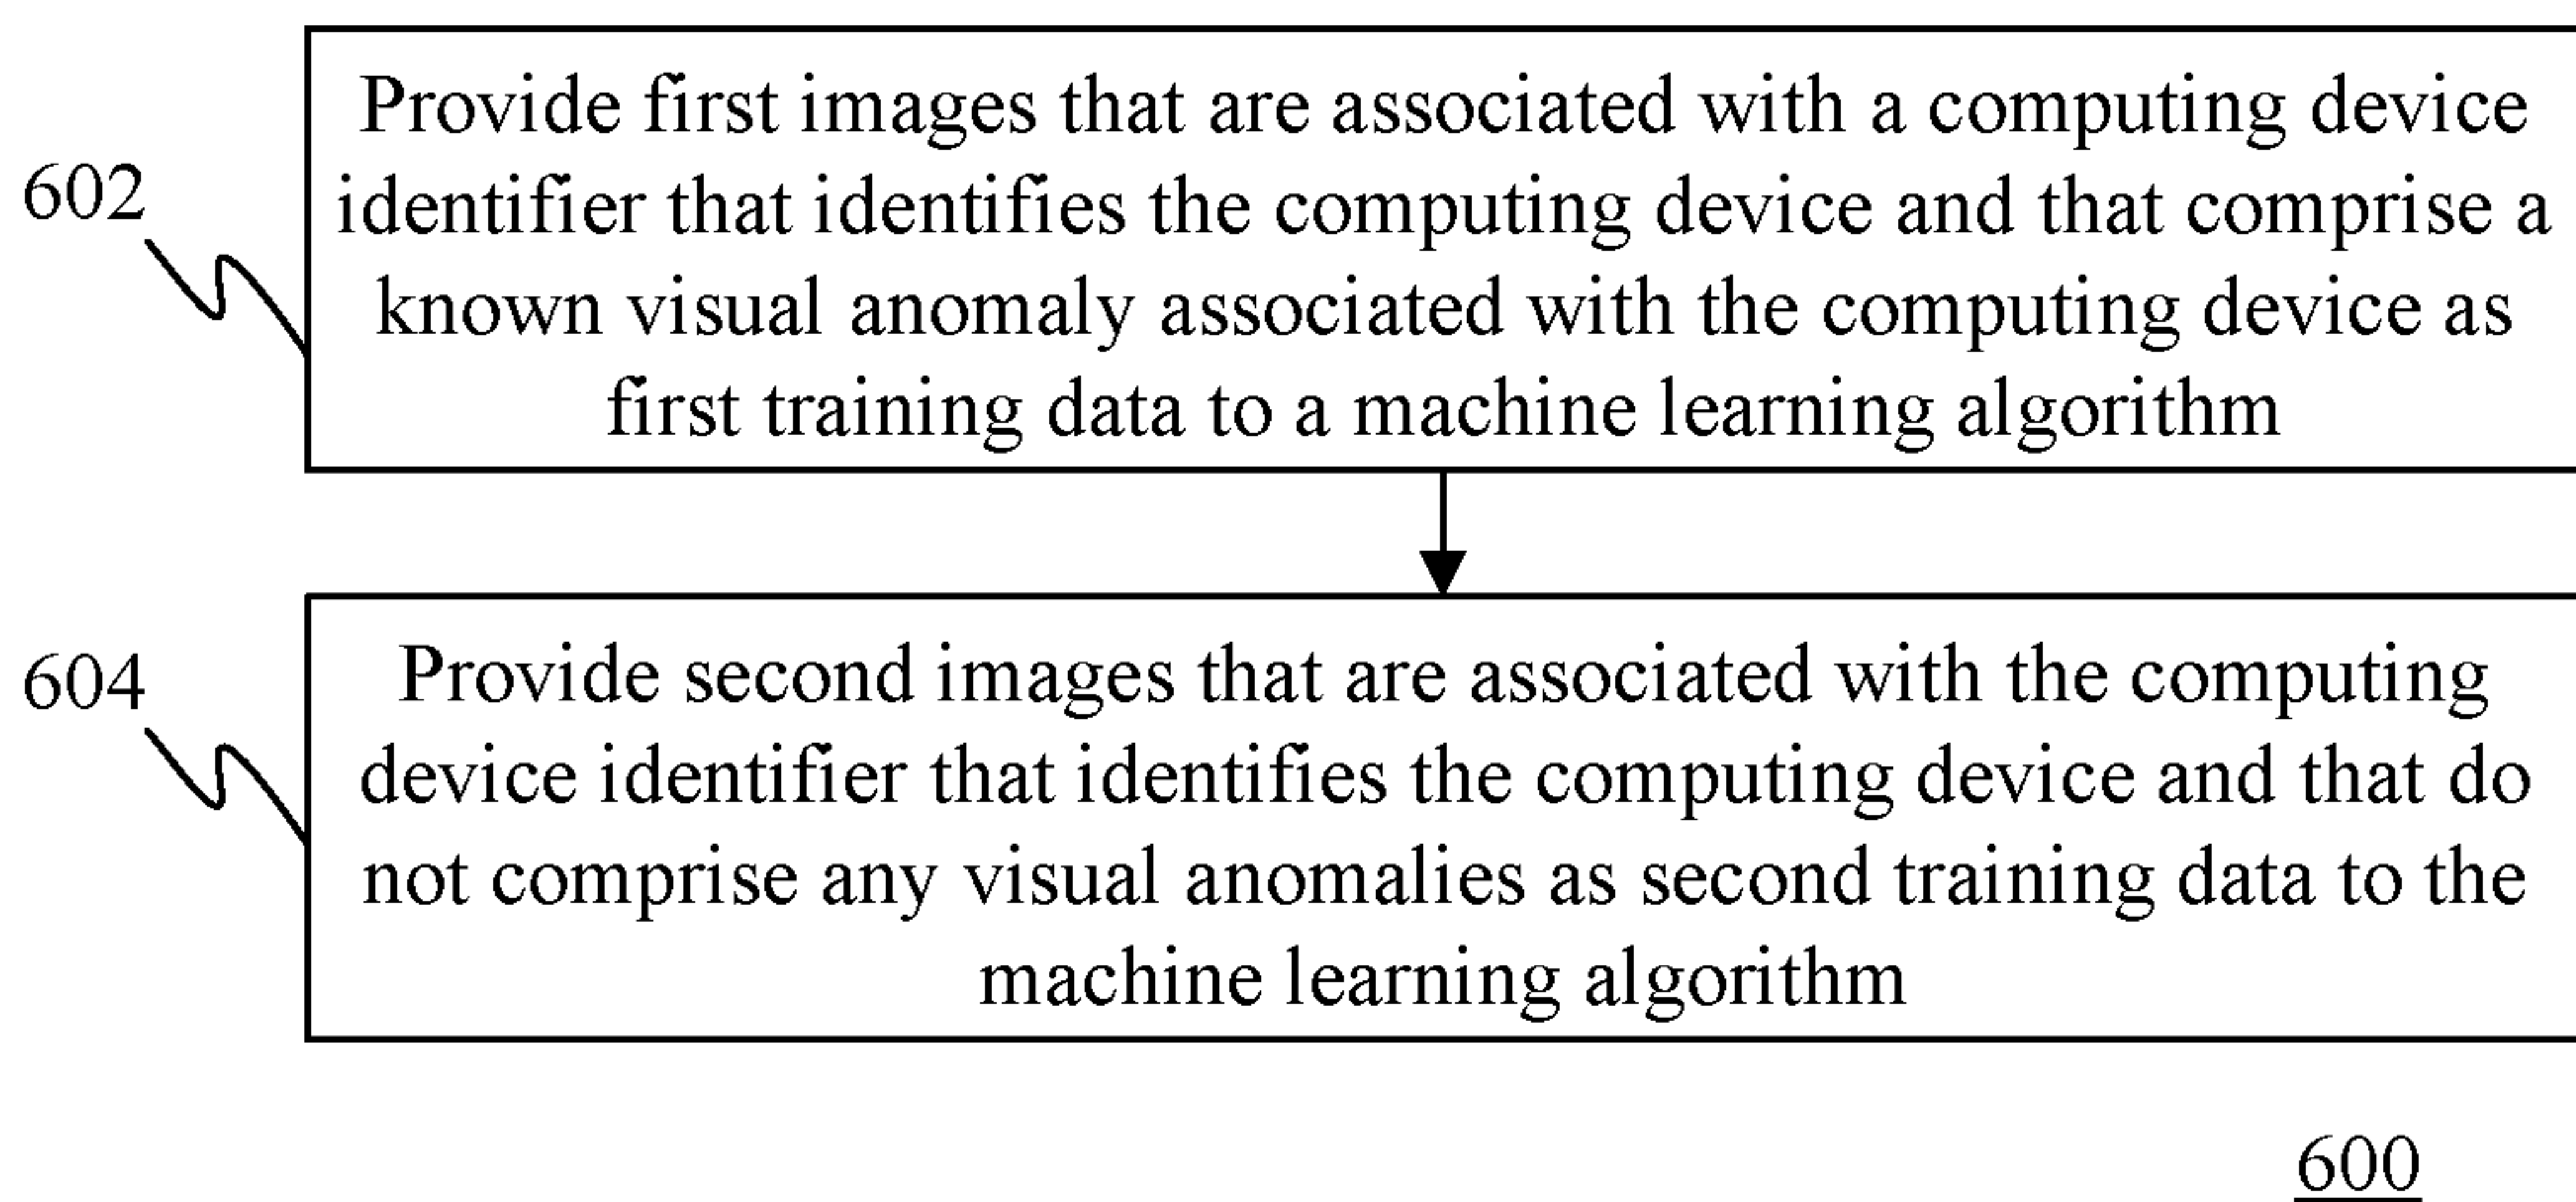 602
Provide first images that are associated with a computing device
identifier that identifies the computing device and that comprise a
known visual anomaly associated with the computing device as
first training data to a machine learning algorithm
604
Provide second images that are associated with the computing
device identifier that identifies the computing device and that do
not comprise any visual anomalies as second training data to the
machine learning algorithm
600